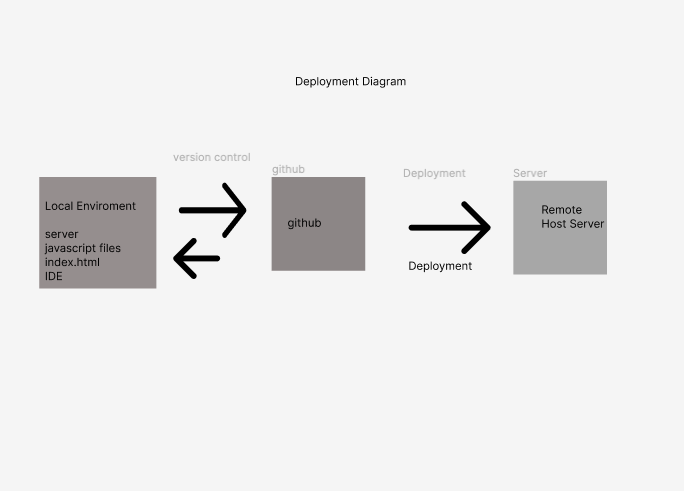 Deployment Diagram
version control
github
Deployment
Server
Local Enviroment
server
javascript files
index.html
IDE
github
Deployment
Remote
Host Server